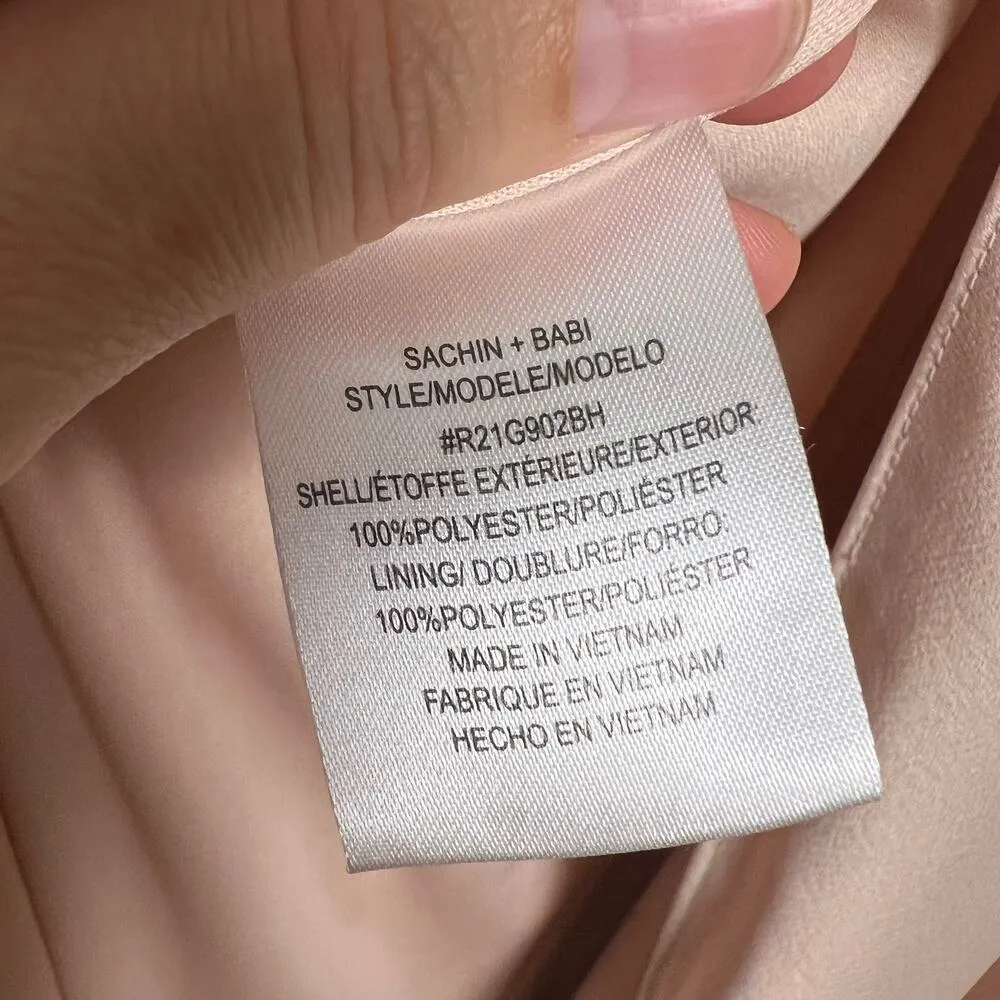 SACHIN + BABI
STYLE/MODELE/MODELO
#R21G902BH
SHELL/ÉTOFFE EXTÉRIEURE/EXTERIOR:
100%POLYESTER/POLIÉSTER
LINING/ DOUBLURE/FORRO:
100%POLYESTER/POLIÉSTER
MADE IN VIETNAM
FABRIQUE EN VIETNAM
HECHO EN VIETNAM